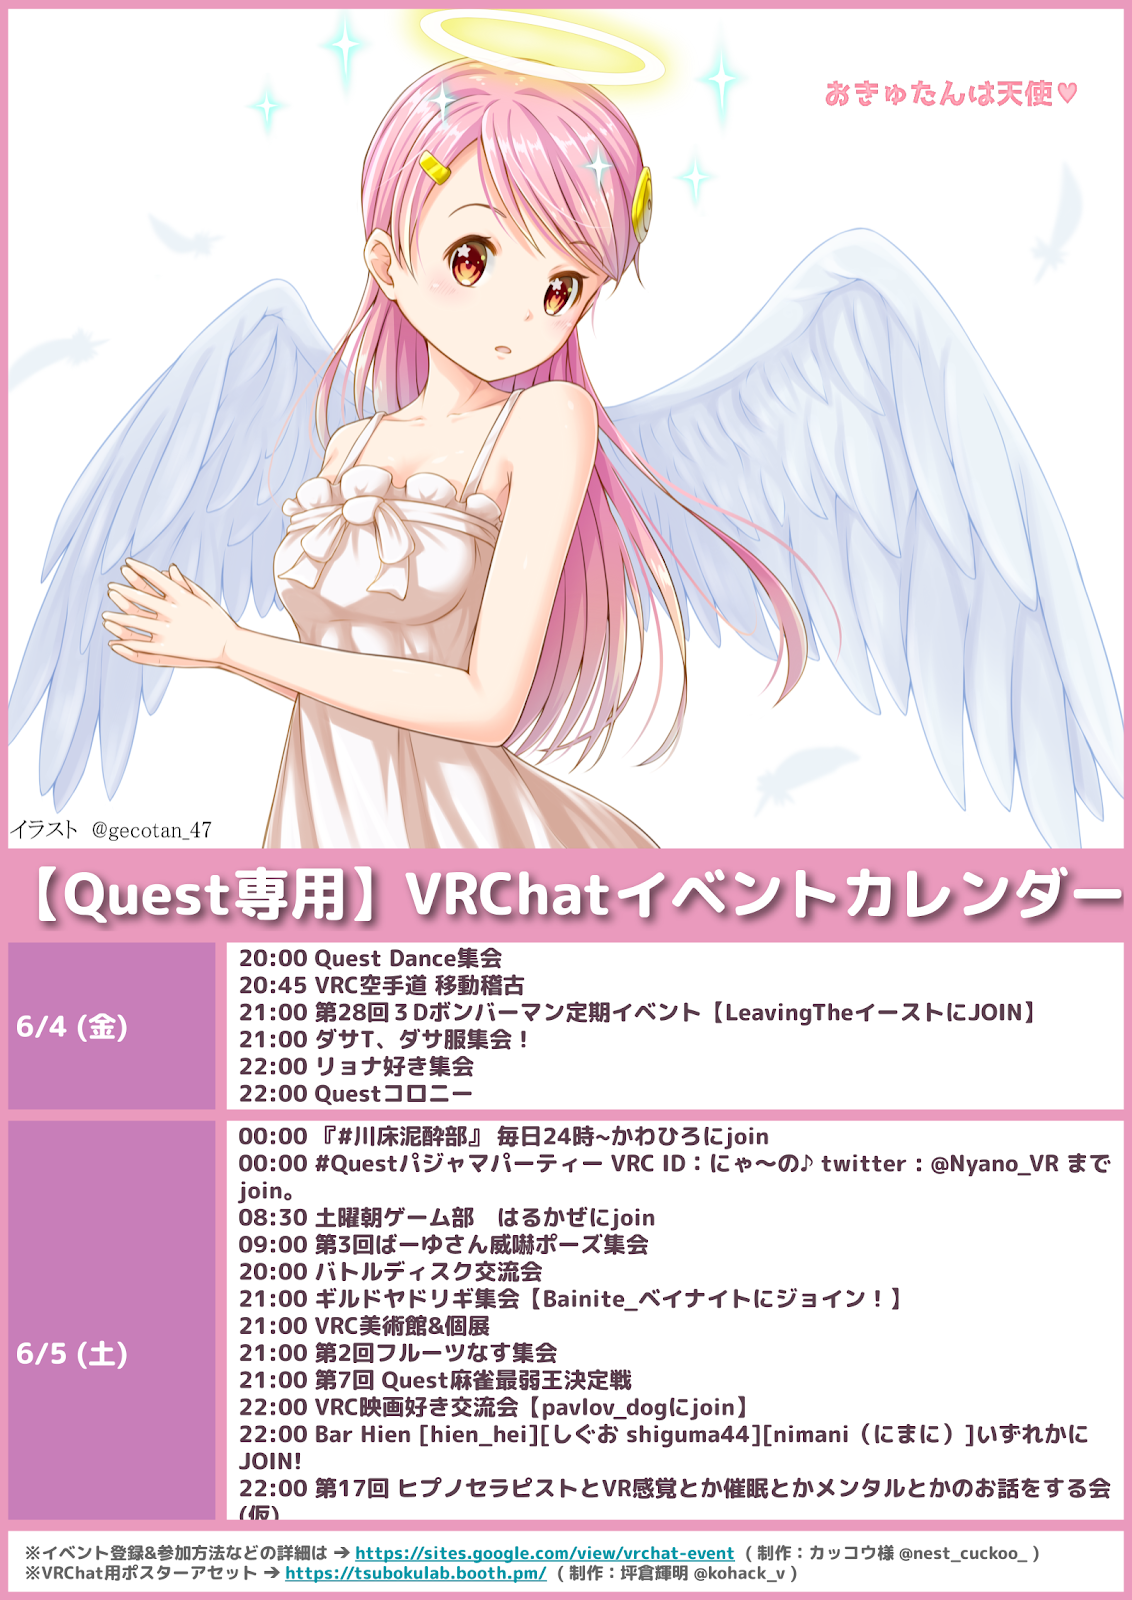 おきゅたんは天使♥
イラスト @gecotan_47
【Quest専用】VRChatイベントカレンダー
6/4 (金)
20:00 Quest Dance集会
20:45 VRC空手道 移動稽古
21:00 第28回３Dボンバーマン定期イベント【LeavingTheイーストにJOIN】
21:00 ダサT、ダサ服集会！
22:00 リョナ好き集会
22:00 Questコロニー
6/5 (土)
00:00 『#川床泥酔部』 毎日24時~かわひろにjoin
00:00 #Questパジャマパーティー VRC ID：にゃ～の♪ twitter : @Nyano_VR まで
join。
08:30 土曜朝ゲーム部　はるかぜにjoin
09:00 第3回ばーゆさん威嚇ポーズ集会
20:00 バトルディスク交流会
21:00 ギルドヤドリギ集会【Bainite_ベイナイトにジョイン！】
21:00 VRC美術館&個展
21:00 第2回フルーツなす集会
21:00 第7回 Quest麻雀最弱王決定戦
22:00 VRC映画好き交流会【pavlov_dogにjoin】
22:00 Bar Hien [hien_hei][しぐお shiguma44][nimani（にまに）]いずれかに
JOIN!
22:00 第17回 ヒプノセラピストとVR感覚とか催眠とかメンタルとかのお話をする会
(仮)
※イベント登録&参加方法などの詳細は → https://sites.google.com/view/vrchat-event ( 制作：カッコウ様 @nest_cuckoo_ )
※VRChat用ポスターアセット → https://tsubokulab.booth.pm/ ( 制作：坪倉輝明 @kohack_v )